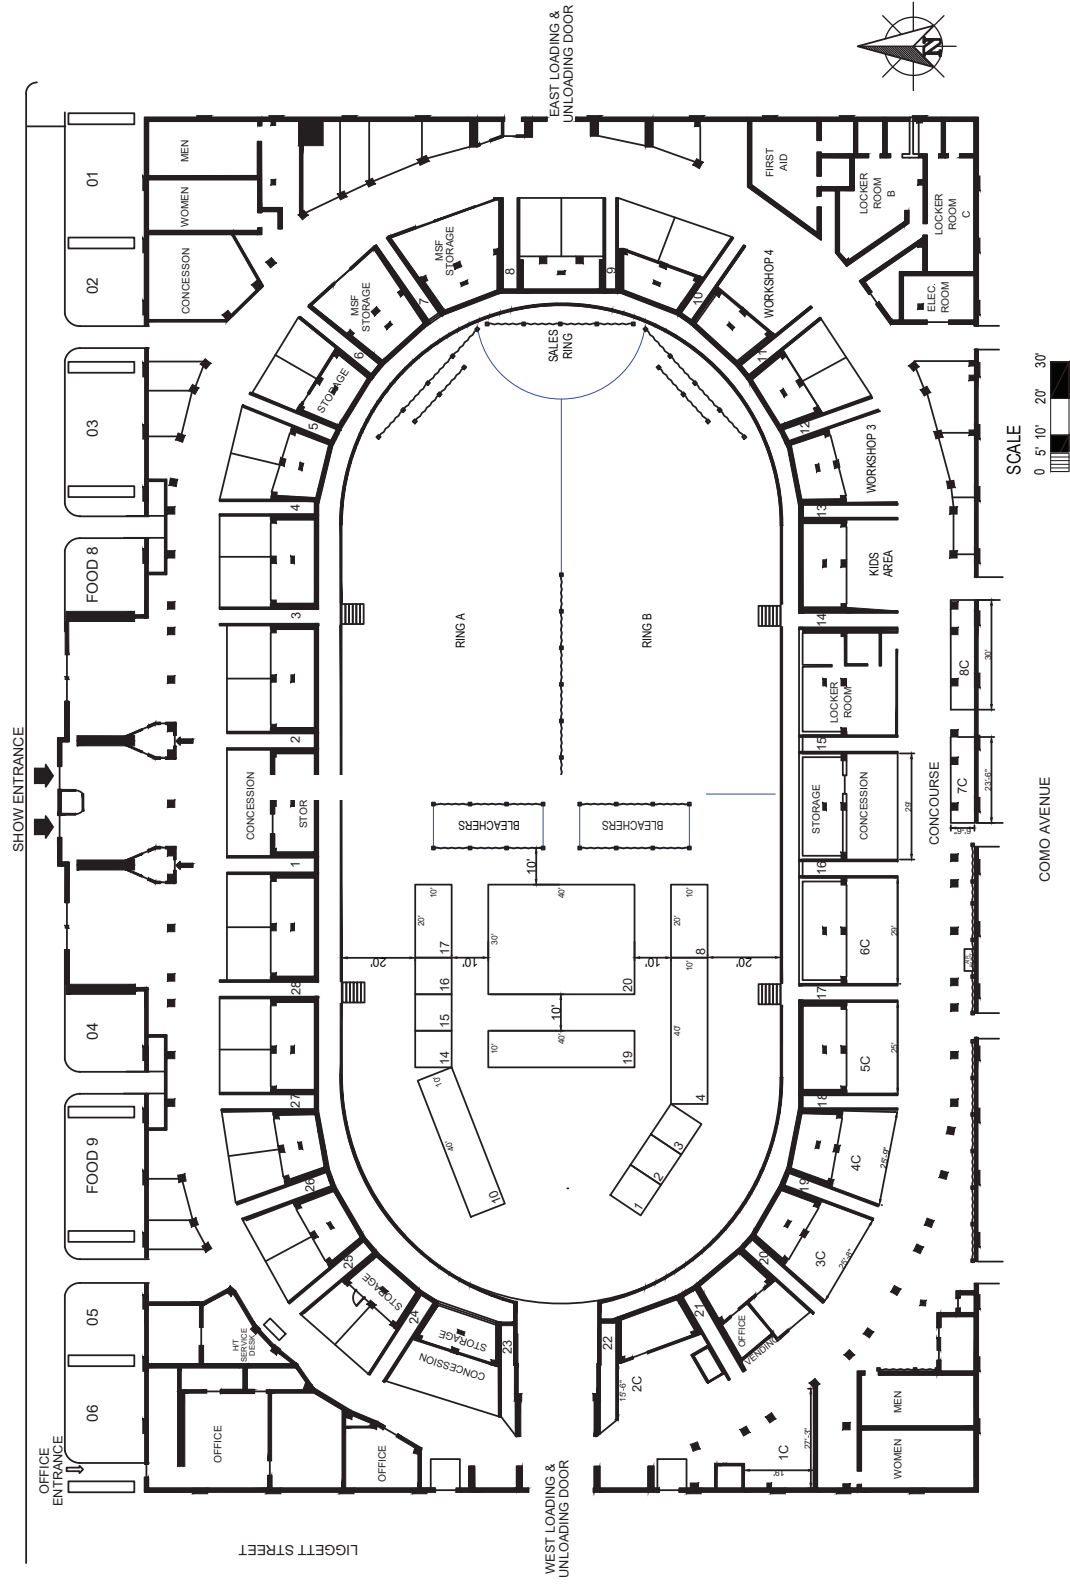 SHOW ENTRANCE
01
02
03
FOOD 8
04
FOOD 9
05
06
OFFICE
ENTRANCE
LIGGETT STREET
MEN
WOMEN
CONCESSON
H/T
SERVICE
DESK
OFFICE
OFFICE
EAST LOADING &
UNLOADING DOOR
N
FIRST
AID
LOCKER
ROOM
B
LOCKER
ROOM
C
ELEC.
ROOM
MSF
STORAGE
MSF
STORAGE
STORAGE
8
7
6
5
4
3
2
1
28
27
26
25
24
23
CONCESSION
STOR
STORAGE
STORAGE
CONCESSION
9
10
11
12
13
14
15
16
17
18
19
20
21
22
WORKSHOP 4
WORKSHOP 3
KIDS
AREA
LOCKER
ROOM
STORAGE
CONCESSION
29'
6C
29'
5C
25'
4C
25'-9"
3C
25'-8"
OFFICE
VENDING
2C
15'-6"
1C
27'-3"
18'
MEN
WOMEN
SALES
RING
RING A
RING B
BLEACHERS
BLEACHERS
10'
20'
10'
17
16
15
14
20'
10'
10'
40'
10
30'
40'
20
10'
10'
40'
19
20'
10'
8
10'
20'
10'
40'
4
3
2
1
WEST LOADING &
UNLOADING DOOR
CONCOURSE
8C
30'
7C
23'-6"
6'-6"
SCALE
0 5' 10' 20' 30'
COMO AVENUE